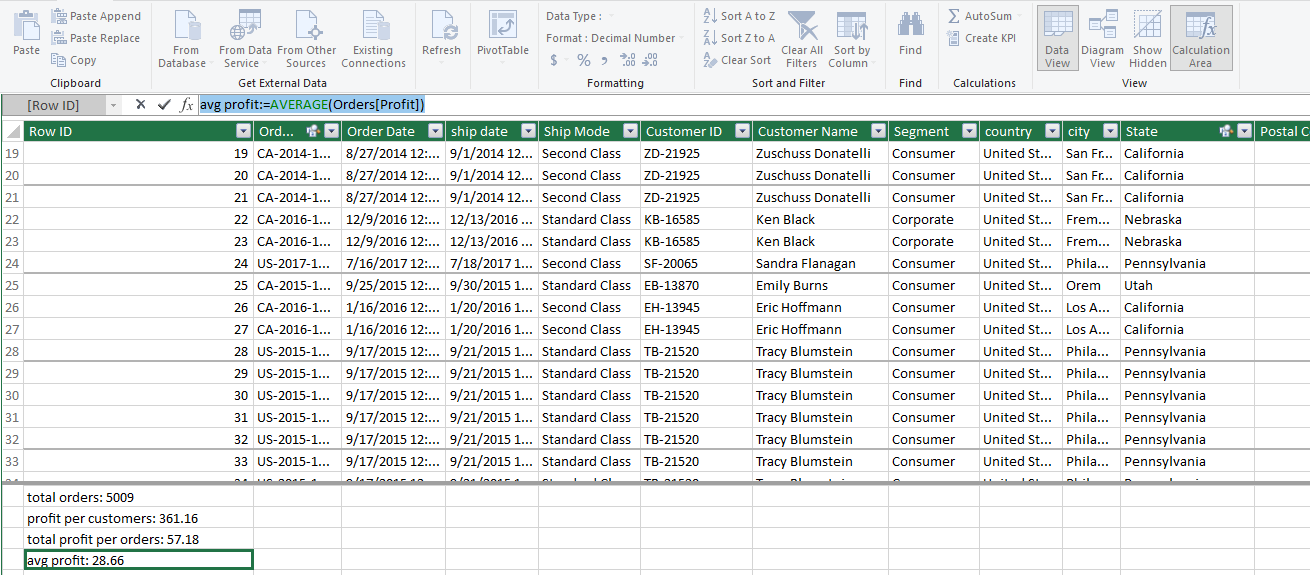 Paste
Paste Append
Paste Replace
Copy
Clipboard
From Database
From Data Service
From Other Sources
Existing Connections
Get External Data
Refresh
PivotTable
Data Type :
Format : Decimal Number
$ % ,
.00 .00
Formatting
Sort A to Z
Sort Z to A
Clear Sort
Clear All Filters
Sort by Column
Sort and Filter
Find
Find
AutoSum
Create KPI
Calculations
Data View
Diagram View
Show Hidden
Calculation Area
View
[Row ID] fx avg profit:=AVERAGE(Orders[Profit])
Row ID Ord... Order Date ship date Ship Mode Customer ID Customer Name Segment country city State Postal C
19 19 CA-2014-1... 8/27/2014 12:... 9/1/2014 12... Second Class ZD-21925 Zuschuss Donatelli Consumer United St... San Fr... California
20 20 CA-2014-1... 8/27/2014 12:... 9/1/2014 12... Second Class ZD-21925 Zuschuss Donatelli Consumer United St... San Fr... California
21 21 CA-2014-1... 8/27/2014 12:... 9/1/2014 12... Second Class ZD-21925 Zuschuss Donatelli Consumer United St... San Fr... California
22 22 CA-2016-1... 12/9/2016 12:... 12/13/2016 ... Standard Class KB-16585 Ken Black Corporate United St... Frem... Nebraska
23 23 CA-2016-1... 12/9/2016 12:... 12/13/2016 ... Standard Class KB-16585 Ken Black Corporate United St... Frem... Nebraska
24 24 US-2017-1... 7/16/2017 12:... 7/18/2017 1... Second Class SF-20065 Sandra Flanagan Consumer United St... Phila... Pennsylvania
25 25 CA-2015-1... 9/25/2015 12:... 9/30/2015 1... Standard Class EB-13870 Emily Burns Consumer United St... Orem Utah
26 26 CA-2016-1... 1/16/2016 12:... 1/20/2016 1... Second Class EH-13945 Eric Hoffmann Consumer United St... Los A... California
27 27 CA-2016-1... 1/16/2016 12:... 1/20/2016 1... Second Class EH-13945 Eric Hoffmann Consumer United St... Los A... California
28 28 US-2015-1... 9/17/2015 12:... 9/21/2015 1... Standard Class TB-21520 Tracy Blumstein Consumer United St... Phila... Pennsylvania
29 29 US-2015-1... 9/17/2015 12:... 9/21/2015 1... Standard Class TB-21520 Tracy Blumstein Consumer United St... Phila... Pennsylvania
30 30 US-2015-1... 9/17/2015 12:... 9/21/2015 1... Standard Class TB-21520 Tracy Blumstein Consumer United St... Phila... Pennsylvania
31 31 US-2015-1... 9/17/2015 12:... 9/21/2015 1... Standard Class TB-21520 Tracy Blumstein Consumer United St... Phila... Pennsylvania
32 32 US-2015-1... 9/17/2015 12:... 9/21/2015 1... Standard Class TB-21520 Tracy Blumstein Consumer United St... Phila... Pennsylvania
33 33 US-2015-1... 9/17/2015 12:... 9/21/2015 1... Standard Class TB-21520 Tracy Blumstein Consumer United St... Phila... Pennsylvania
total orders: 5009
profit per customers: 361.16
total profit per orders: 57.18
avg profit: 28.66